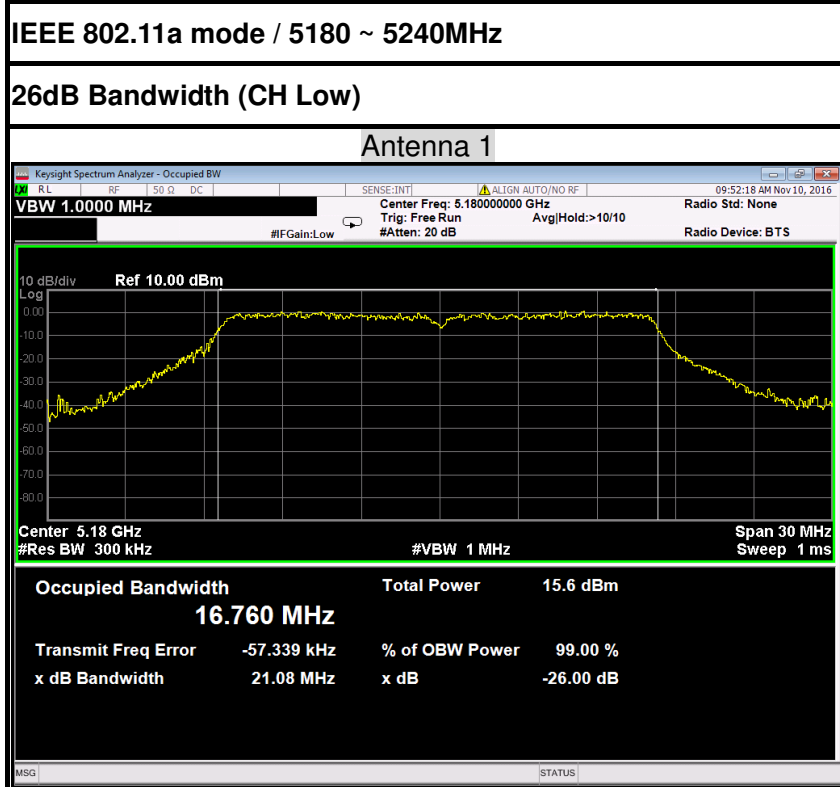 IEEE 802.11a mode / 5180 ~ 5240MHz
26dB Bandwidth (CH Low)
Antenna 1
Keysight Spectrum Analyzer - Occupied BW
LXI RL RF 50 Ω DC SENSE:INT ALIGN AUTO/NO RF 09:52:18 AM Nov 10, 2016
VBW 1.0000 MHz Center Freq: 5.180000000 GHz Radio Std: None
Trig: Free Run Avg|Hold:>10/10
#IFGain:Low #Atten: 20 dB Radio Device: BTS
10 dB/div Ref 10.00 dBm
Log
0.00
-10.0
-20.0
-30.0
-40.0
-50.0
-60.0
-70.0
-80.0
Center 5.18 GHz Span 30 MHz
#Res BW 300 kHz #VBW 1 MHz Sweep 1 ms
Occupied Bandwidth Total Power 15.6 dBm
16.760 MHz
Transmit Freq Error -57.339 kHz % of OBW Power 99.00 %
x dB Bandwidth 21.08 MHz x dB -26.00 dB
MSG STATUS